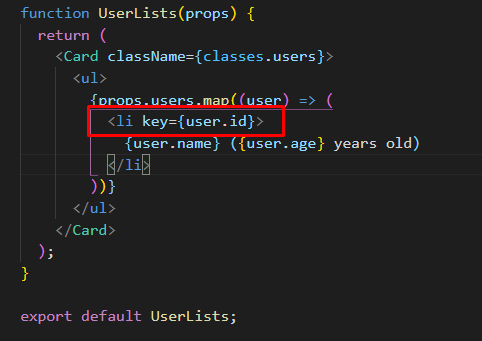 function UserLists(props) {
return (
<Card className={classes.users}>
<ul>
{props.users.map((user) => (
<li key={user.id}>
{user.name} ({user.age} years old)
</li>
))}
</ul>
</Card>
);
}
export default UserLists;